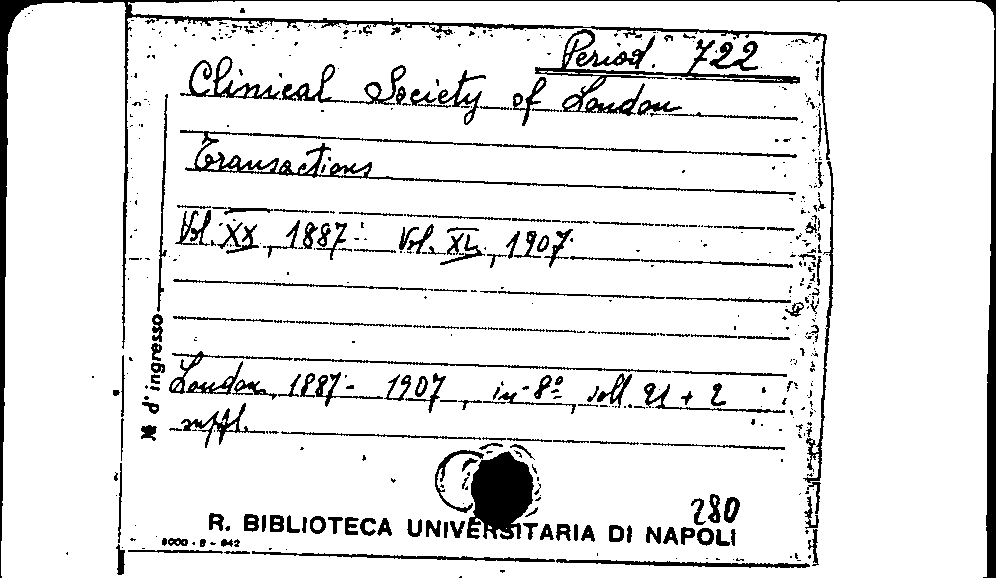 Period. 722
Clinical Society of London.
Transactions
Vol. XX, 1887 - Vol. XL, 1907.
London, 1887 - 1907, in-8º, voll. 21 + 2
suppl.
№ d'ingresso
280
R. BIBLIOTECA UNIVERSITARIA DI NAPOLI